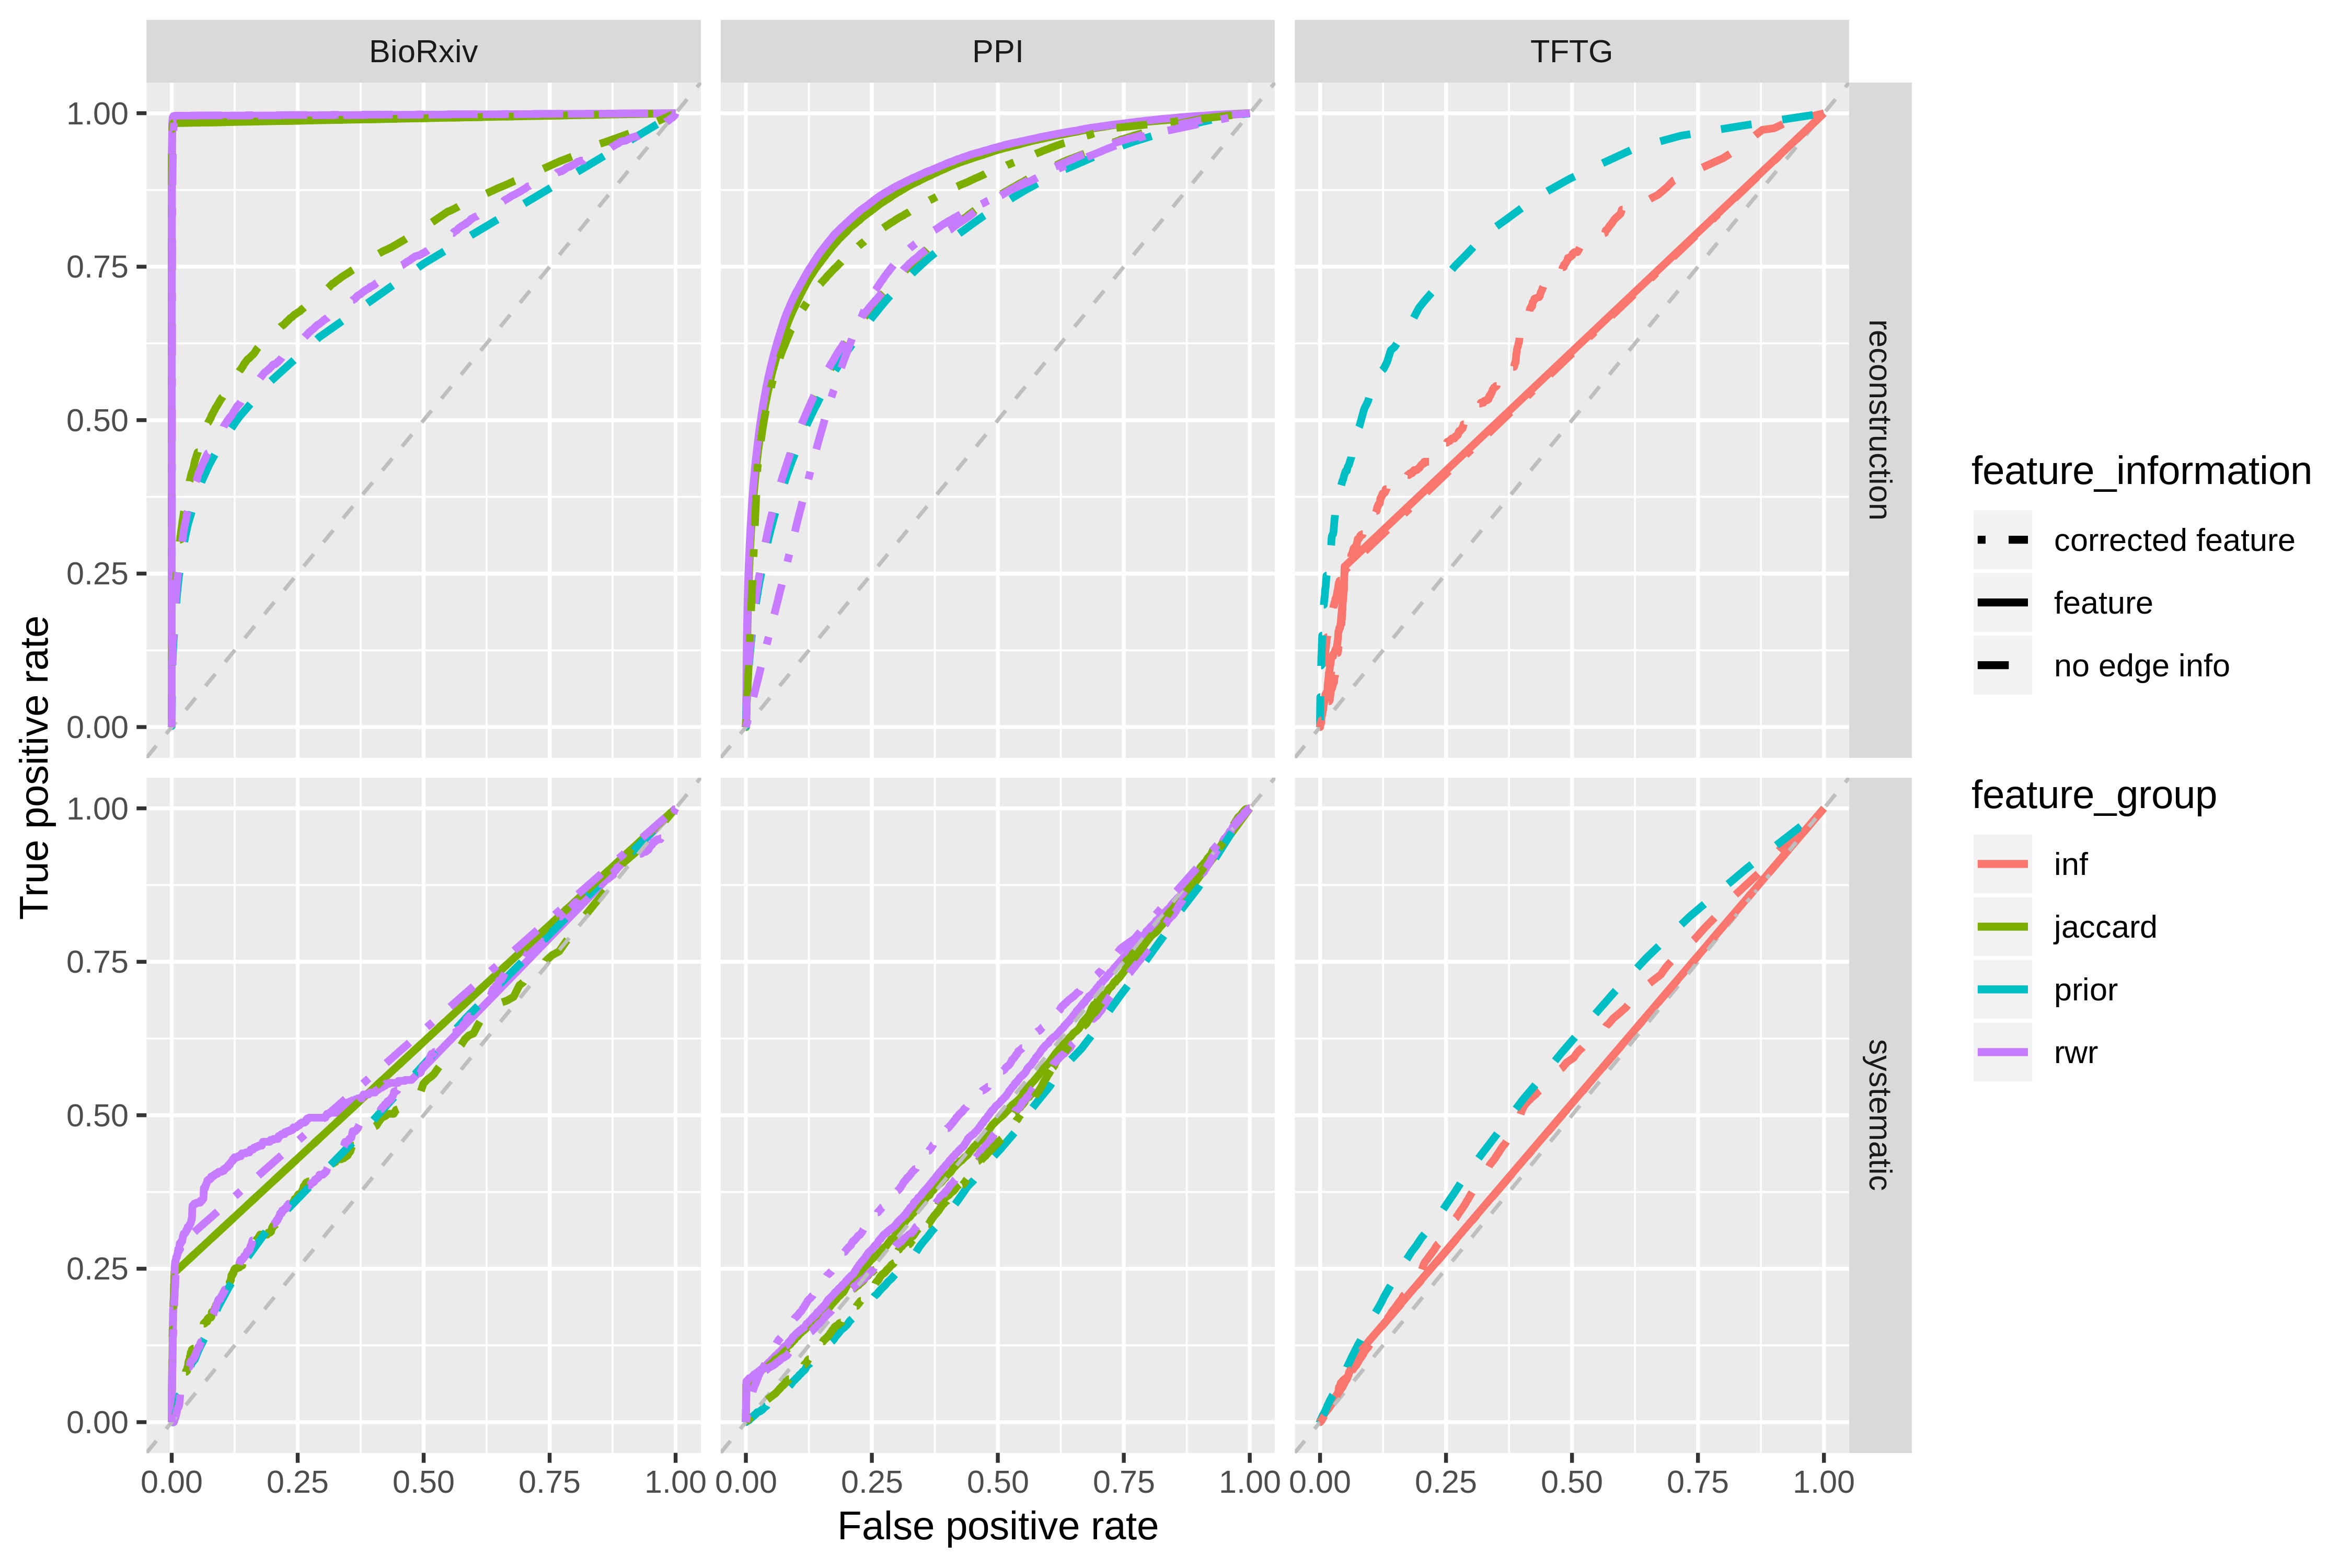 BioRxiv PPI TFTG
1.00
0.75
0.50
0.25
0.00
reconstruction
1.00
0.75
0.50
0.25
0.00
systematic
0.00 0.25 0.50 0.75 1.00 0.00 0.25 0.50 0.75 1.00 0.00 0.25 0.50 0.75 1.00
False positive rate
True positive rate
feature_information
corrected feature
feature
no edge info
feature_group
inf
jaccard
prior
rwr